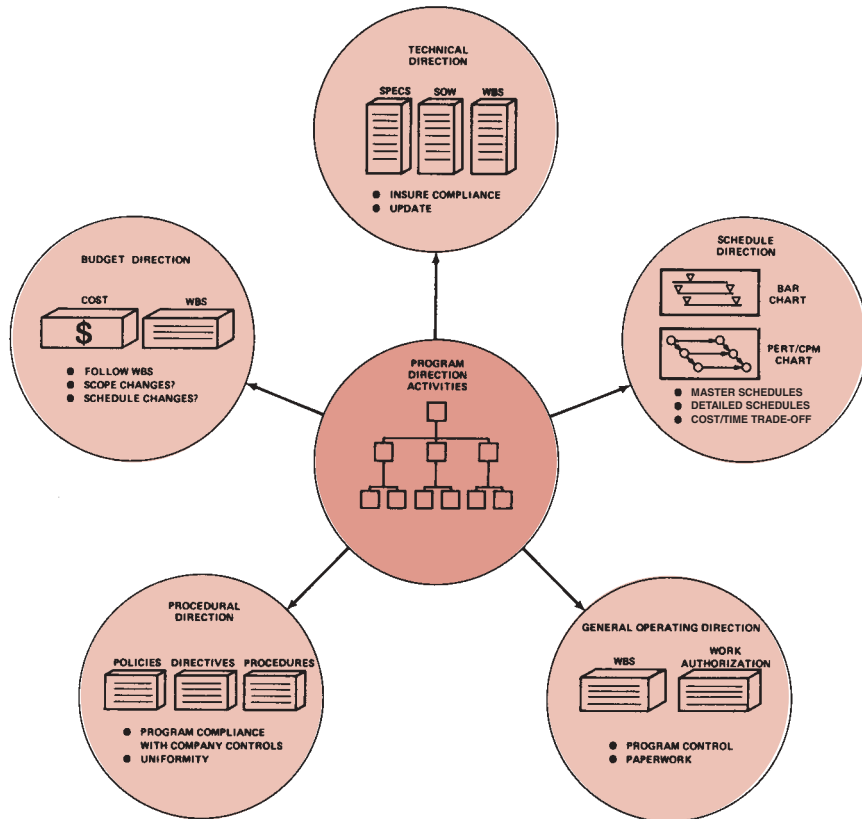 TECHNICAL
DIRECTION
SPECS SOW WBS
● INSURE COMPLIANCE
● UPDATE
BUDGET DIRECTION
COST WBS
$
● FOLLOW WBS
● SCOPE CHANGES?
● SCHEDULE CHANGES?
SCHEDULE
DIRECTION
BAR
CHART
PERT/CPM
CHART
● MASTER SCHEDULES
● DETAILED SCHEDULES
● COST/TIME TRADE-OFF
PROGRAM
DIRECTION
ACTIVITIES
PROCEDURAL
DIRECTION
POLICIES DIRECTIVES PROCEDURES
● PROGRAM COMPLIANCE
WITH COMPANY CONTROLS
● UNIFORMITY
GENERAL OPERATING DIRECTION
WBS
WORK
AUTHORIZATION
● PROGRAM CONTROL
● PAPERWORK